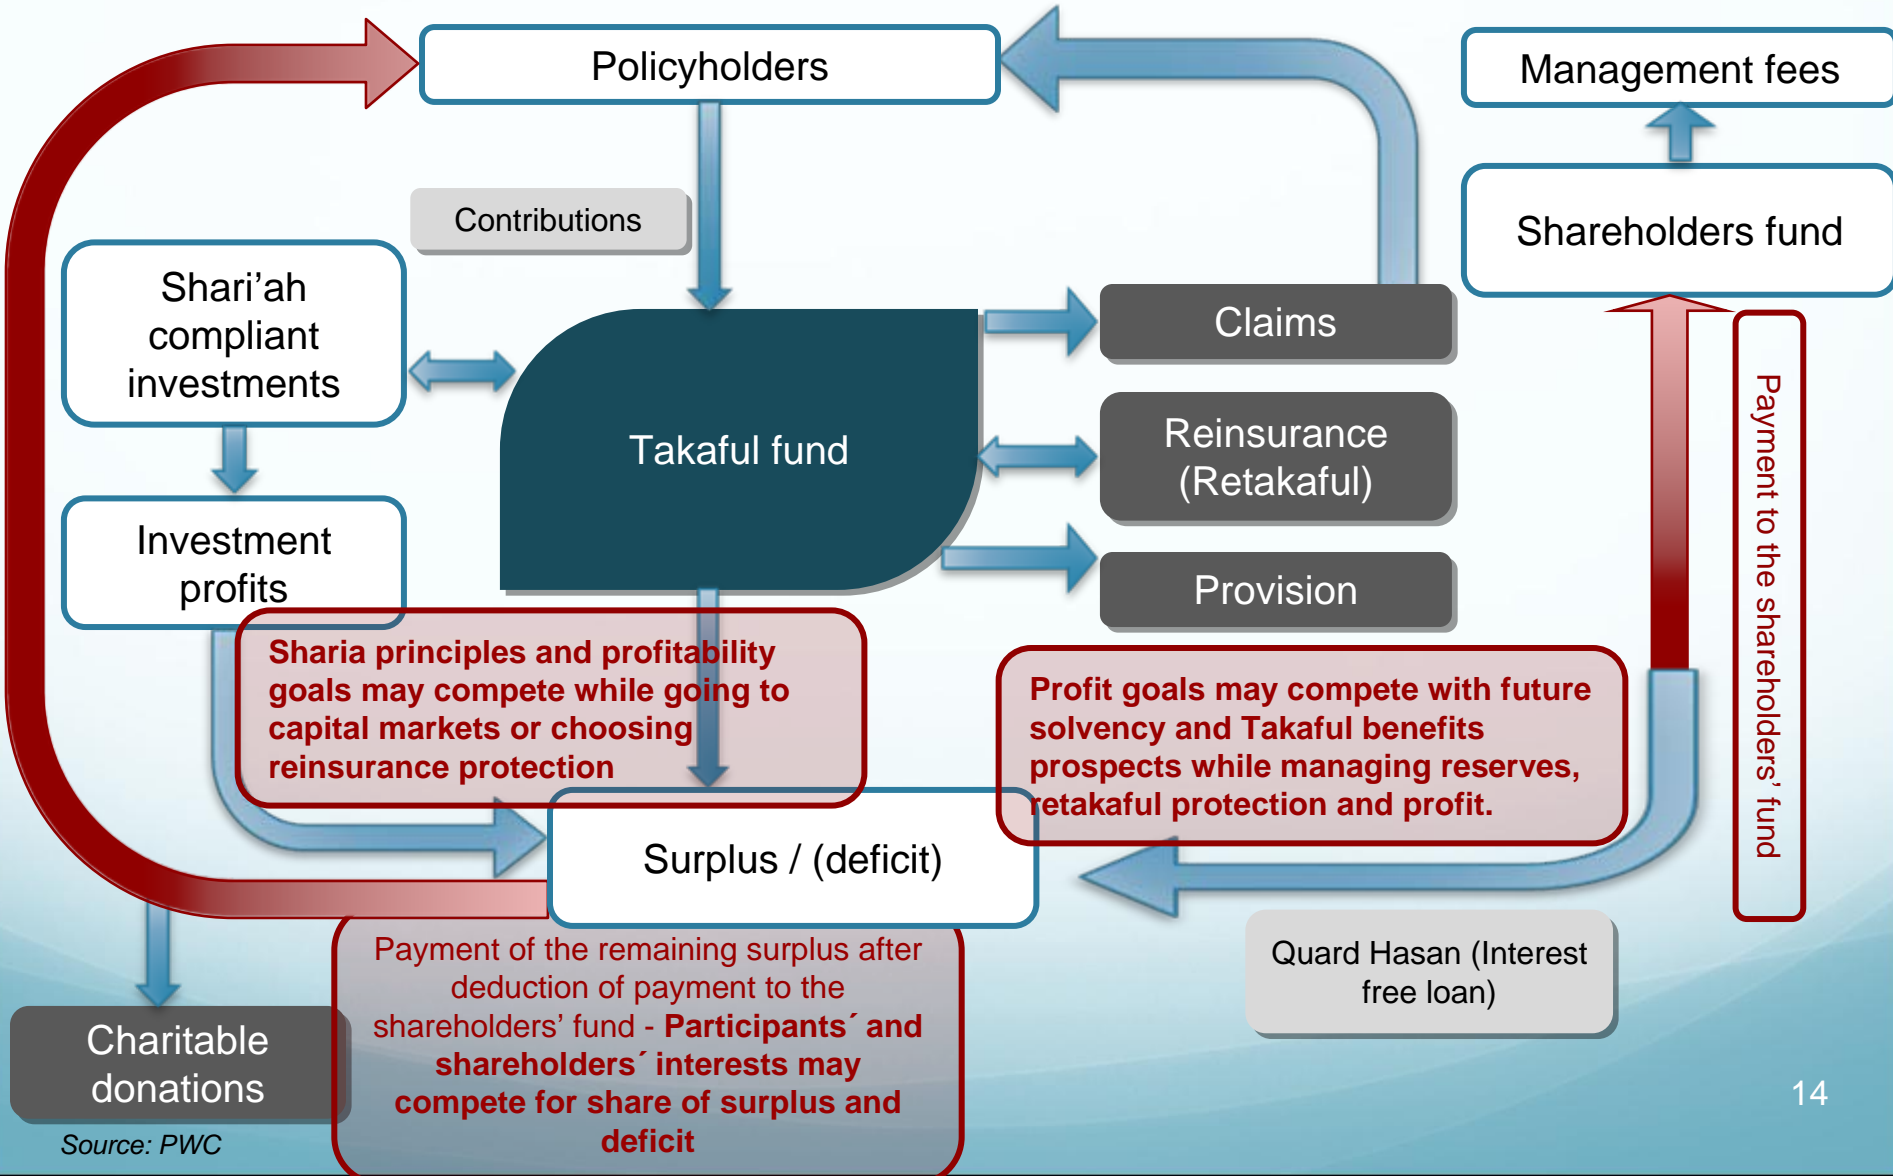 Policyholders
Management fees
Contributions
Shareholders fund
Shari’ah
compliant
investments
Claims
Takaful fund
Reinsurance
(Retakaful)
Investment
profits
Provision
Payment to the shareholders’ fund
Sharia principles and profitability
goals may compete while going to
capital markets or choosing
reinsurance protection
Profit goals may compete with future
solvency and Takaful benefits
prospects while managing reserves,
retakaful protection and profit.
Surplus / (deficit)
Payment of the remaining surplus after
deduction of payment to the
shareholders’ fund - Participants´ and
shareholders´ interests may
compete for share of surplus and
deficit
Quard Hasan (Interest
free loan)
Charitable
donations
14
Source: PWC